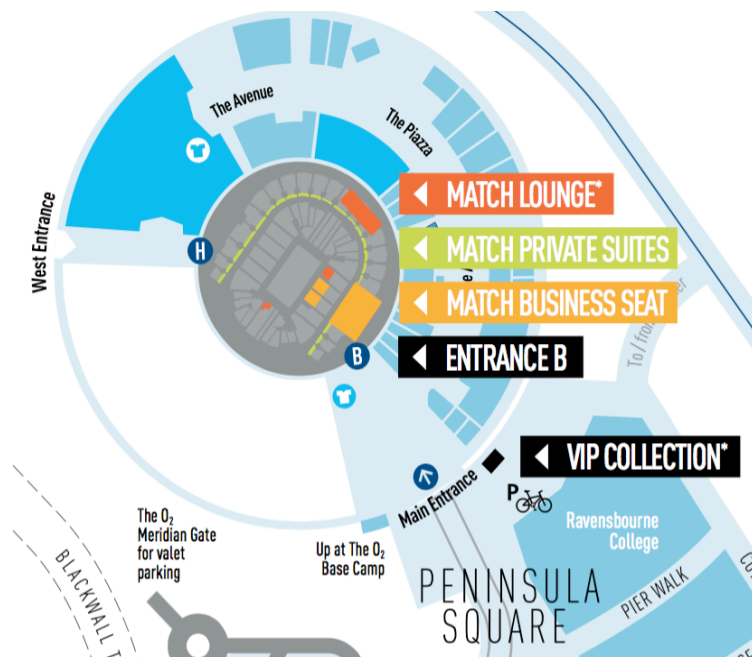 The Avenue
The Piazza
West Entrance
H
MATCH LOUNGE*
MATCH PRIVATE SUITES
MATCH BUSINESS SEAT
To / from
B
ENTRANCE B
VIP COLLECTION*
Main Entrance
P
Ravensbourne
College
The O₂
Meridian Gate
for valet
parking
Up at The O₂
Base Camp
BLACKWALL
PENINSULA
SQUARE
PIER WALK